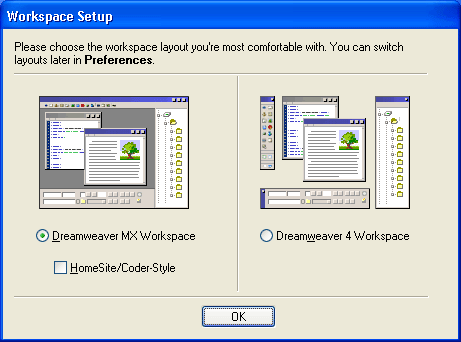 Workspace Setup
Please choose the workspace layout you're most comfortable with. You can switch
layouts later in Preferences.
Dreamweaver MX Workspace
Dreamweaver 4 Workspace
HomeSite/Coder-Style
OK